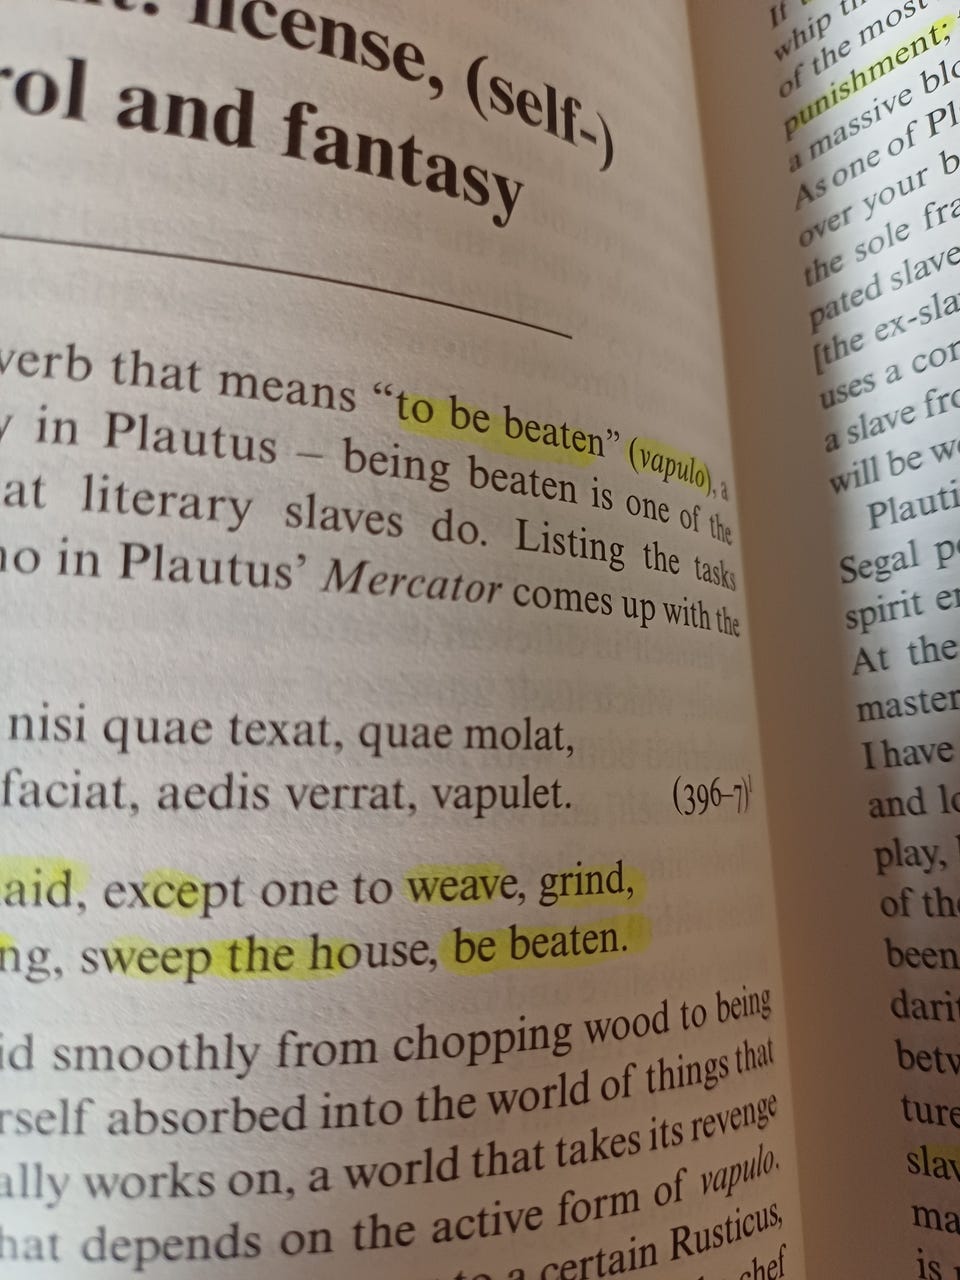 license, (self-)
and fantasy
verb that means “to be beaten” (vapulo), a
in Plautus – being beaten is one of the
at literary slaves do. Listing the tasks
in Plautus’ Mercator comes up with the
nisi quae texat, quae molat,
faciat, aedis verrat, vapulet. (396–7)¹
aid, except one to weave, grind,
ng, sweep the house, be beaten.
id smoothly from chopping wood to being
rself absorbed into the world of things that
ally works on, a world that takes its revenge
hat depends on the active form of vapulo.
to a certain Rusticus,
chef
If
whip
of the most
punishment;
a massive
As one of
over your
the sole
pated slave
[the
uses a
a slave
will be
Plauti
Segal
spirit
At the
master
I have
and
play,
of
been
darit
betw
ture
slav
ma
is